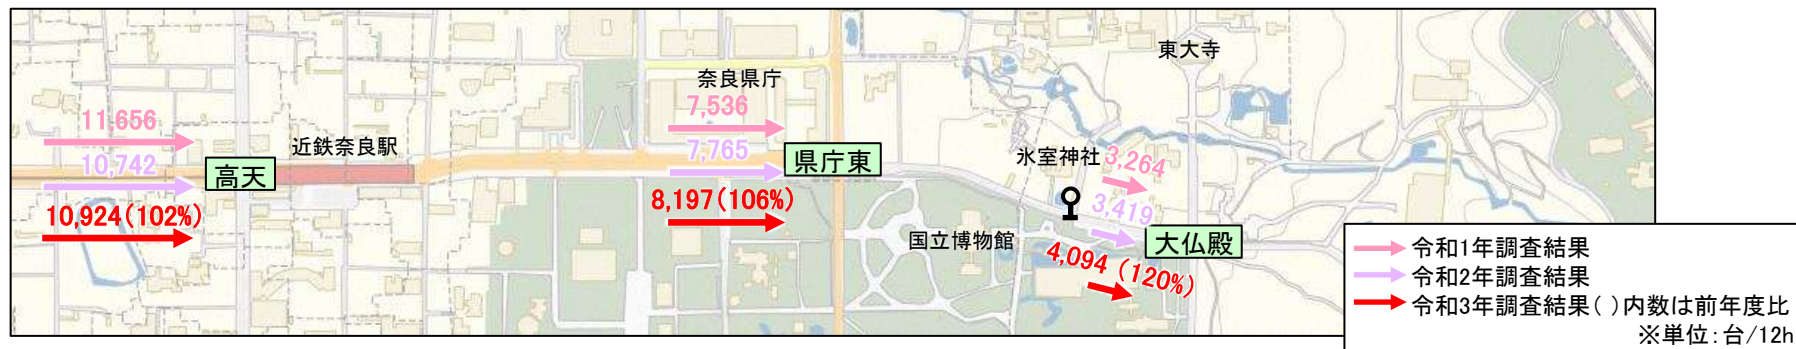 東大寺
奈良県庁
11,656
7,536
近鉄奈良駅
10,742
7,765
高天
県庁東
氷室神社
3,264
10,924(102%)
8,197(106%)
3,419
国立博物館
大仏殿
4,094 (120%)
令和1年調査結果
令和2年調査結果
令和3年調査結果( )内数は前年度比
※単位:台/12h